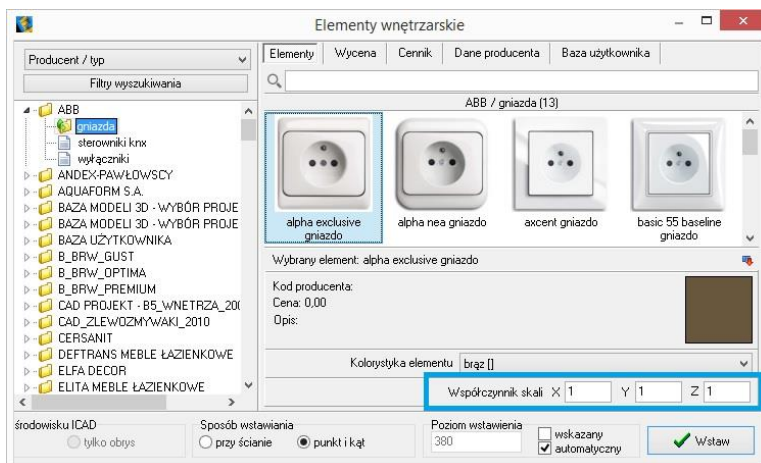 Elementy wnętrzarskie
Producent / typ
Filtry wyszukiwania
ABB
gniazda
sterowniki knx
wyłączniki
ANDEX-PAWŁOWSCY
AQUAFORM S.A.
BAZA MODELI 3D - WYBÓR PROJE
BAZA MODELI 3D - WYBÓR PROJE
BAZA UŻYTKOWNIKA
B_BRW_GUST
B_BRW_OPTIMA
B_BRW_PREMIUM
CAD PROJEKT - B5_WNETRZA_200
CAD_ZLEWOZMYWAKI_2010
CERSANIT
DEFTRANS MEBLE ŁAZIENKOWE
ELFA DECOR
ELITA MEBLE ŁAZIENKOWE
Elementy Wycena Cennik Dane producenta Baza użytkownika
ABB / gniazda (13)
alpha exclusive
gniazdo
alpha nea gniazdo
axcent gniazdo
basic 55 baseline
gniazdo
Wybrany element: alpha exclusive gniazdo
Kod producenta:
Cena: 0,00
Opis:
Kolorystyka elementu brąz []
Współczynnik skali X 1 Y 1 Z 1
środowisku ICAD
tylko obrys
Sposób wstawiania
przy ścianie punkt i kąt
Poziom wstawienia
380
wskazany
automatyczny
Wstaw